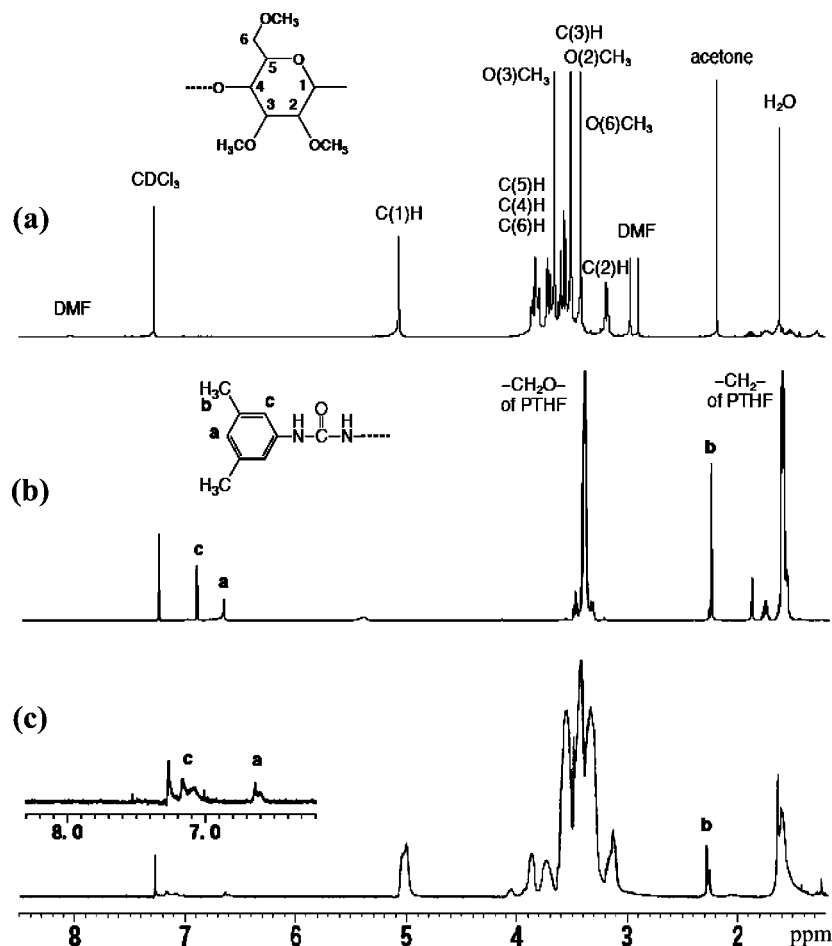 OCH₃
6
5
O
O
4
1
3
2
H₃CO
OCH₃
C(3)H
O(2)CH₃
O(3)CH₃
acetone
H₂O
O(6)CH₃
CDCl₃
C(5)H
C(4)H
C(6)H
(a)
C(1)H
DMF
C(2)H
DMF
H₃C
b
c
O
H
H
a
N–C–N
H₃C
–CH₂O–
of PTHF
–CH₂–
of PTHF
b
(b)
c
a
(c)
c
a
8.0
7.0
b
8
7
6
5
4
3
2
ppm